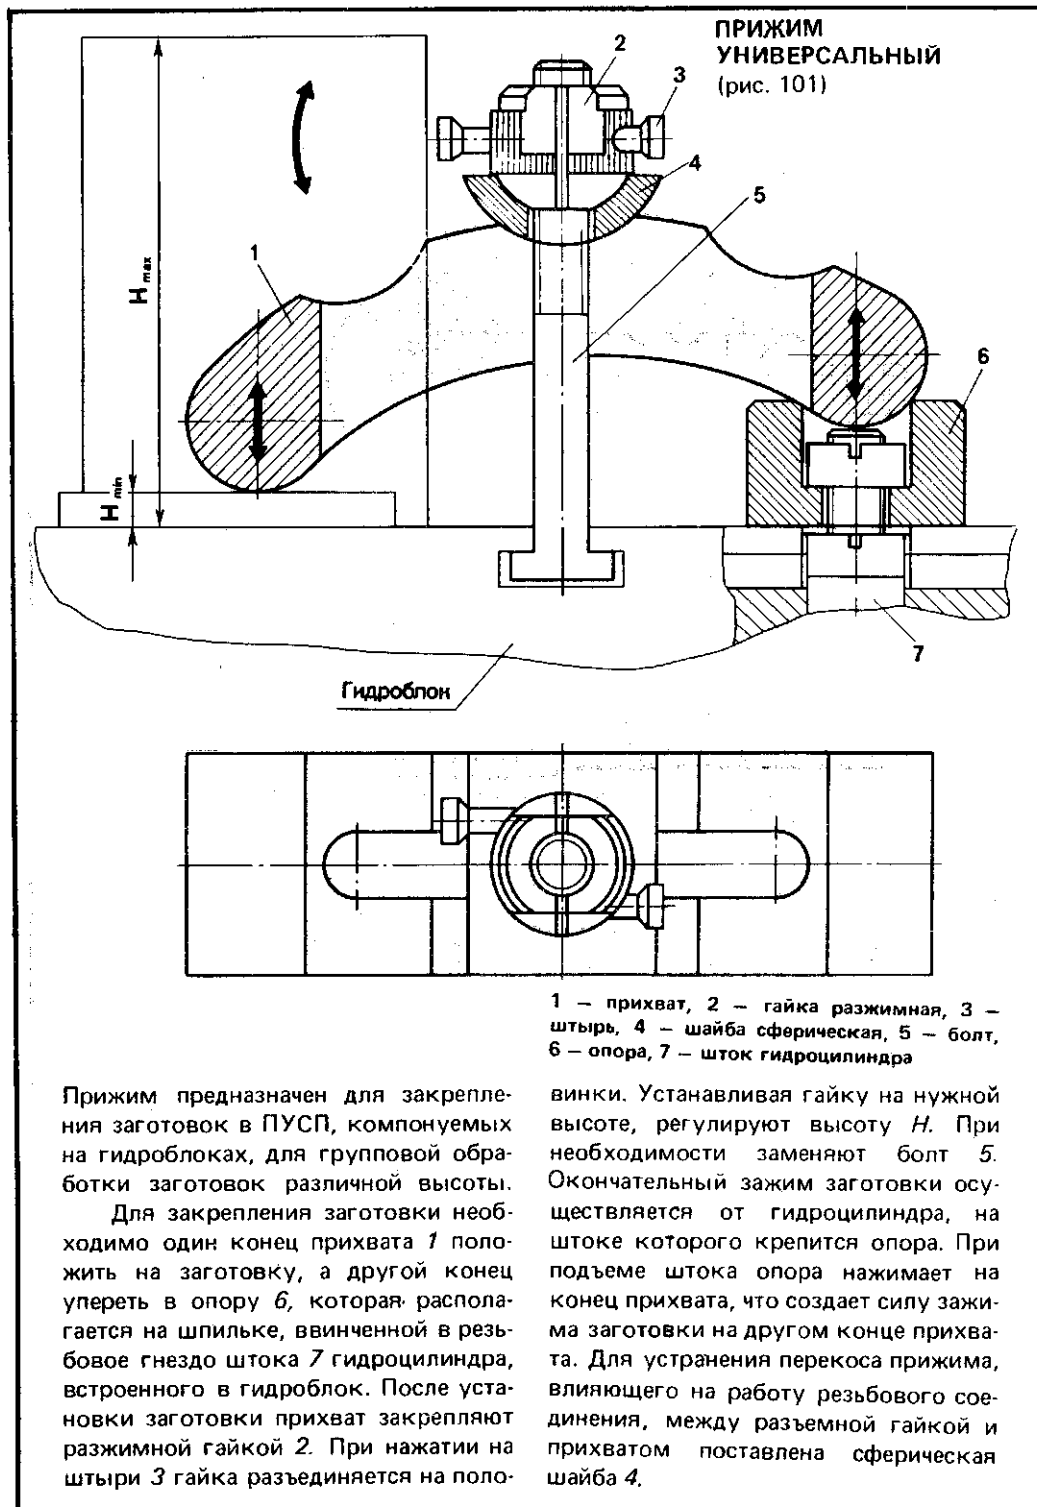 ПРИЖИМ
УНИВЕРСАЛЬНЫЙ
(рис. 101)
2
3
4
5
1
6
7
H max
H min
Гидроблок
1 — прихват, 2 — гайка разжимная, 3 —
штырь, 4 — шайба сферическая, 5 — болт,
6 — опора, 7 — шток гидроцилиндра
Прижим предназначен для закрепле-
ния заготовок в ПУСП, компонуемых
на гидроблоках, для групповой обра-
ботки заготовок различной высоты.
Для закрепления заготовки необ-
ходимо один конец прихвата 1 поло-
жить на заготовку, а другой конец
упереть в опору 6, которая распола-
гается на шпильке, ввинченной в резь-
бовое гнездо штока 7 гидроцилиндра,
встроенного в гидроблок. После уста-
новки заготовки прихват закрепляют
разжимной гайкой 2. При нажатии на
штыри 3 гайка разъединяется на поло-
винки. Устанавливая гайку на нужной
высоте, регулируют высоту H. При
необходимости заменяют болт 5.
Окончательный зажим заготовки осу-
ществляется от гидроцилиндра, на
штоке которого крепится опора. При
подъеме штока опора нажимает на
конец прихвата, что создает силу зажи-
ма заготовки на другом конце прихва-
та. Для устранения перекоса прижима,
влияющего на работу резьбового сое-
динения, между разъемной гайкой и
прихватом поставлена сферическая
шайба 4.